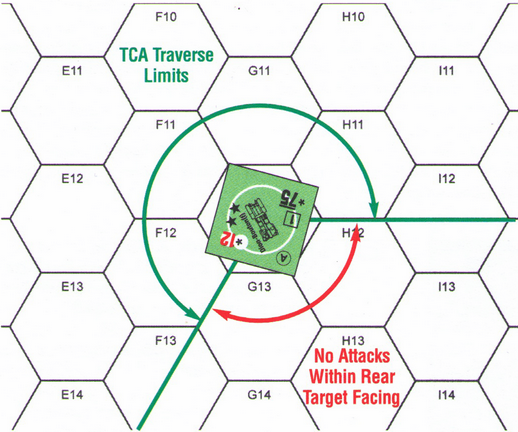 F10
H10
TCA Traverse
Limits
E11
G11
I11
F11
H11
E12
I12
75
F12
H12
12
A
E13
G13
I13
F13
H13
No Attacks
Within Rear
Target Facing
E14
G14
I14